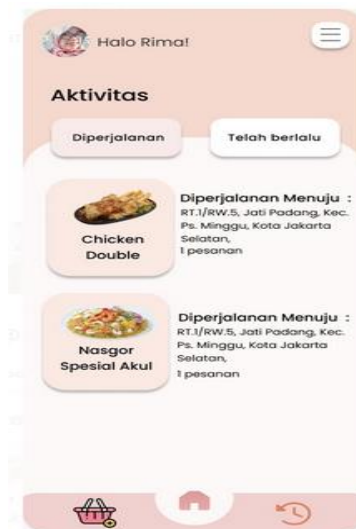 Halo Rima!
Aktivitas
Diperjalanan
Telah berlalu
Chicken
Double
Diperjalanan Menuju :
RT.1/RW.5, Jati Padang, Kec.
Ps. Minggu, Kota Jakarta
Selatan,
1 pesanan
Nasgor
Spesial Akul
Diperjalanan Menuju :
RT.1/RW.5, Jati Padang, Kec.
Ps. Minggu, Kota Jakarta
Selatan,
1 pesanan